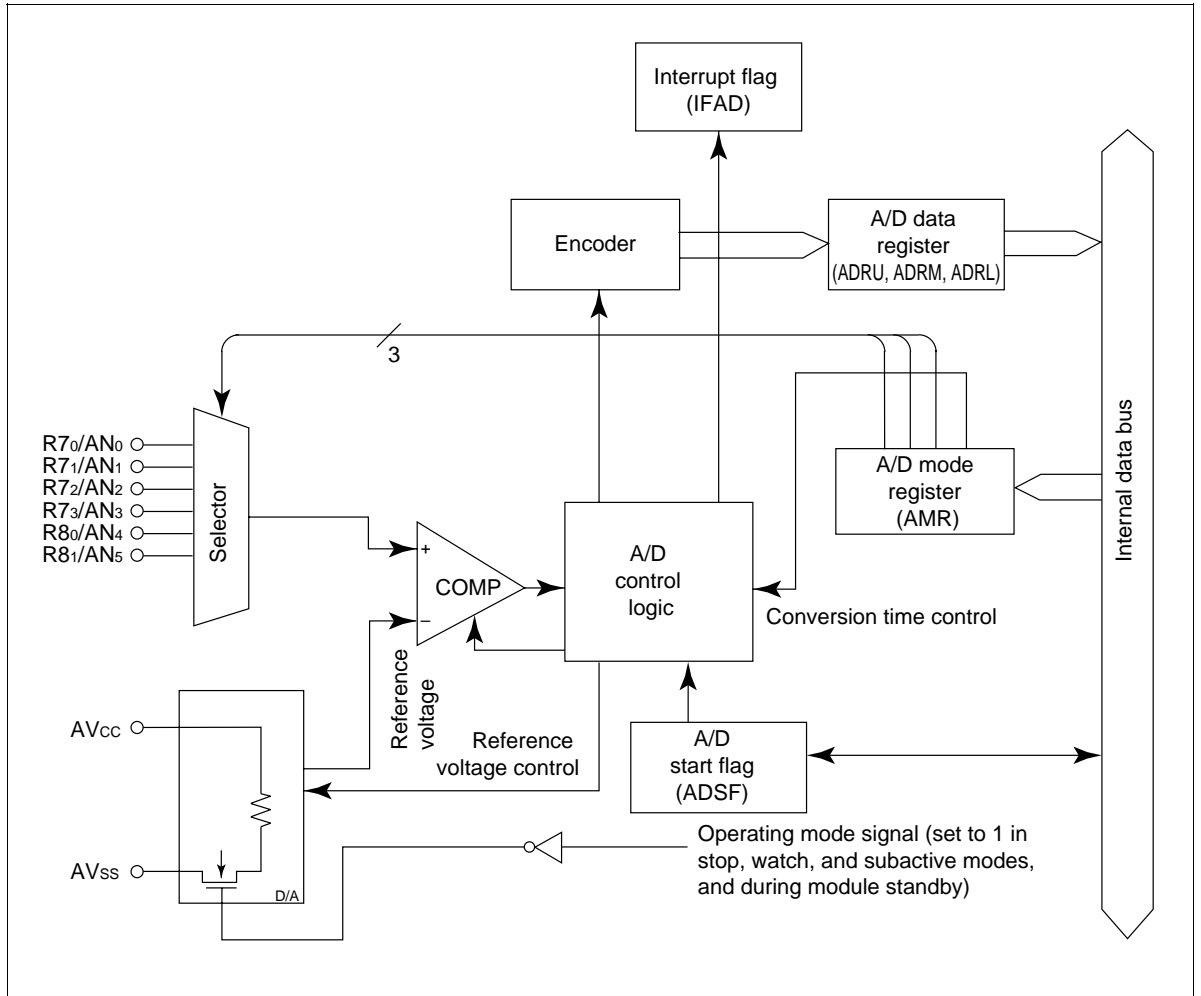 Interrupt flag
(IFAD)
Encoder
A/D data
register
(ADRU, ADRM, ADRL)
3
R70/AN0
R71/AN1
R72/AN2
R73/AN3
R80/AN4
R81/AN5
Selector
A/D mode
register
(AMR)
Internal data bus
+
COMP
–
A/D
control
logic
Conversion time control
Reference
voltage
AVCC
Reference
voltage control
A/D
start flag
(ADSF)
AVSS
D/A
Operating mode signal (set to 1 in
stop, watch, and subactive modes,
and during module standby)